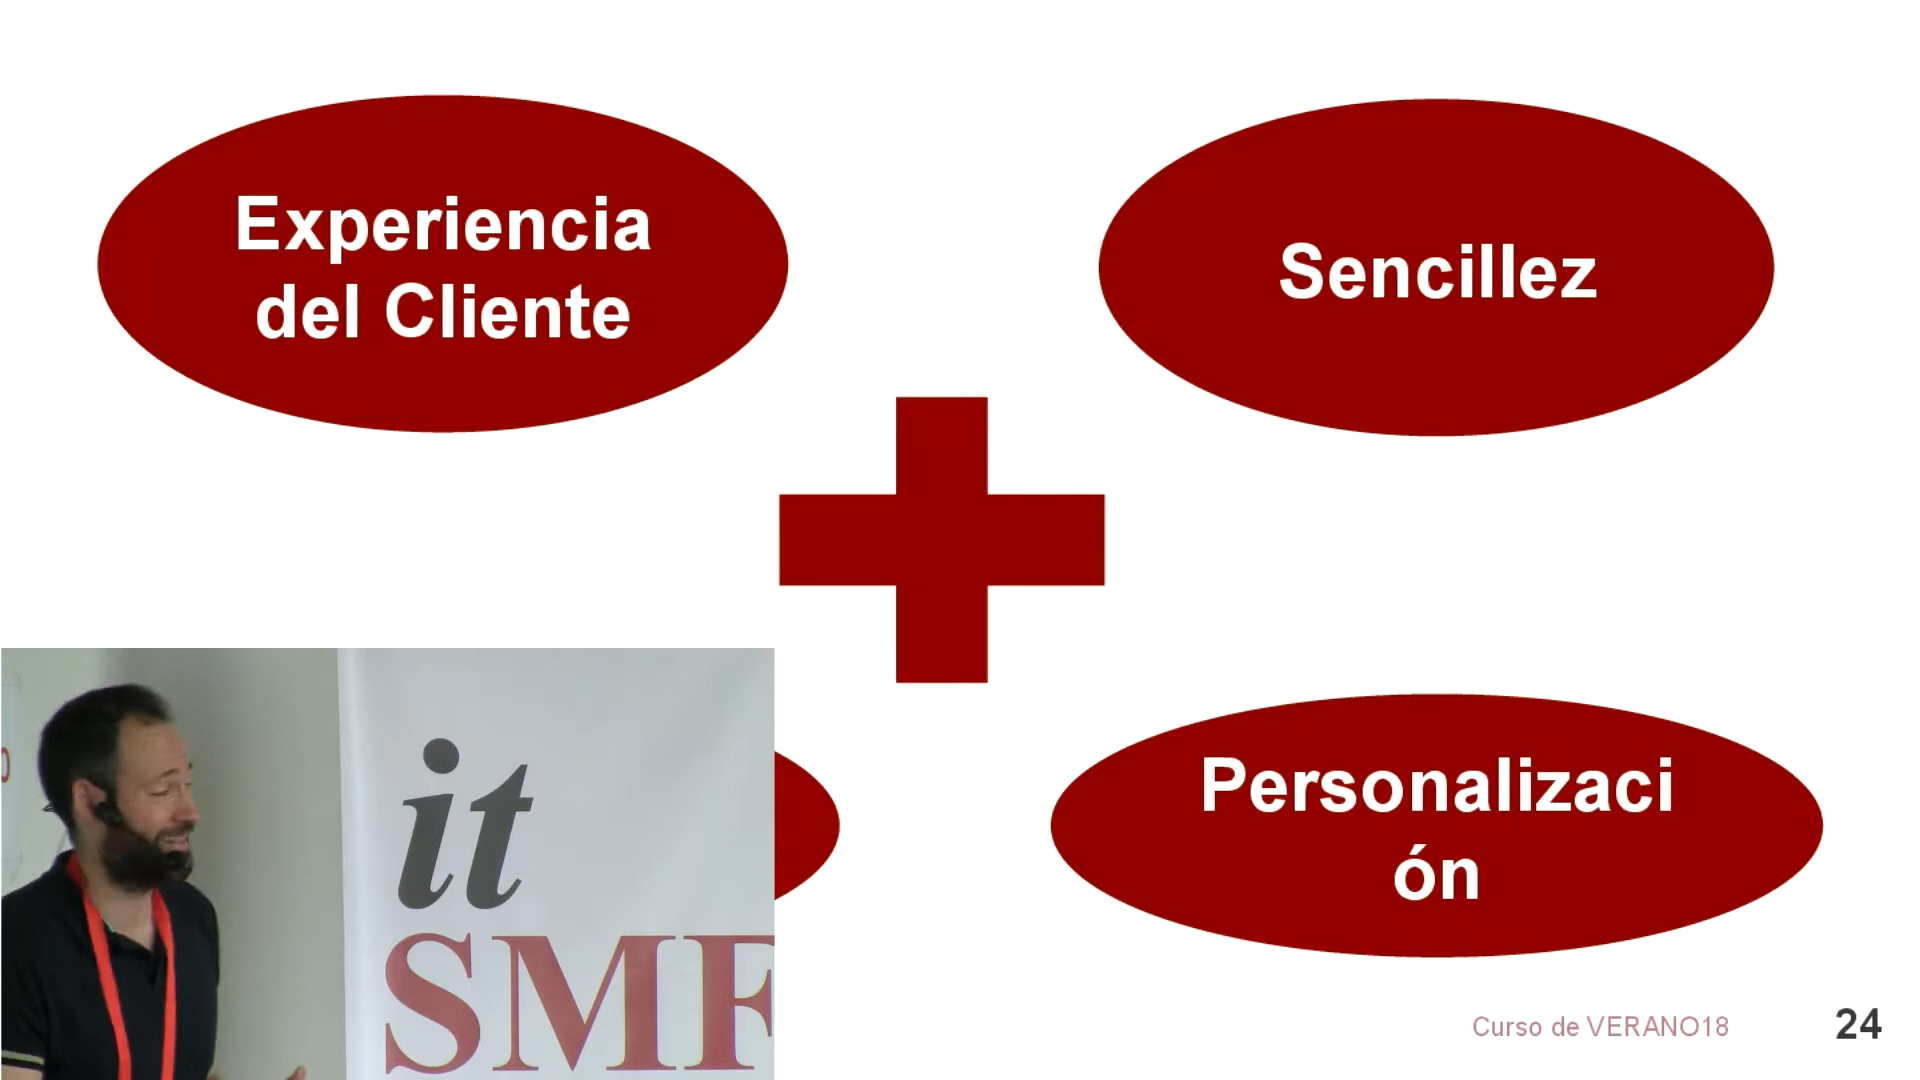 Experiencia
del Cliente
Sencillez
Personalizaci
ón
it
SMF
Curso de VERANO18
24